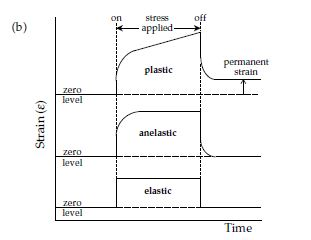 (b)
on stress off
applied
plastic
permanent
strain
zero
level
anelastic
zero
level
elastic
zero
level
Strain (ε)
Time